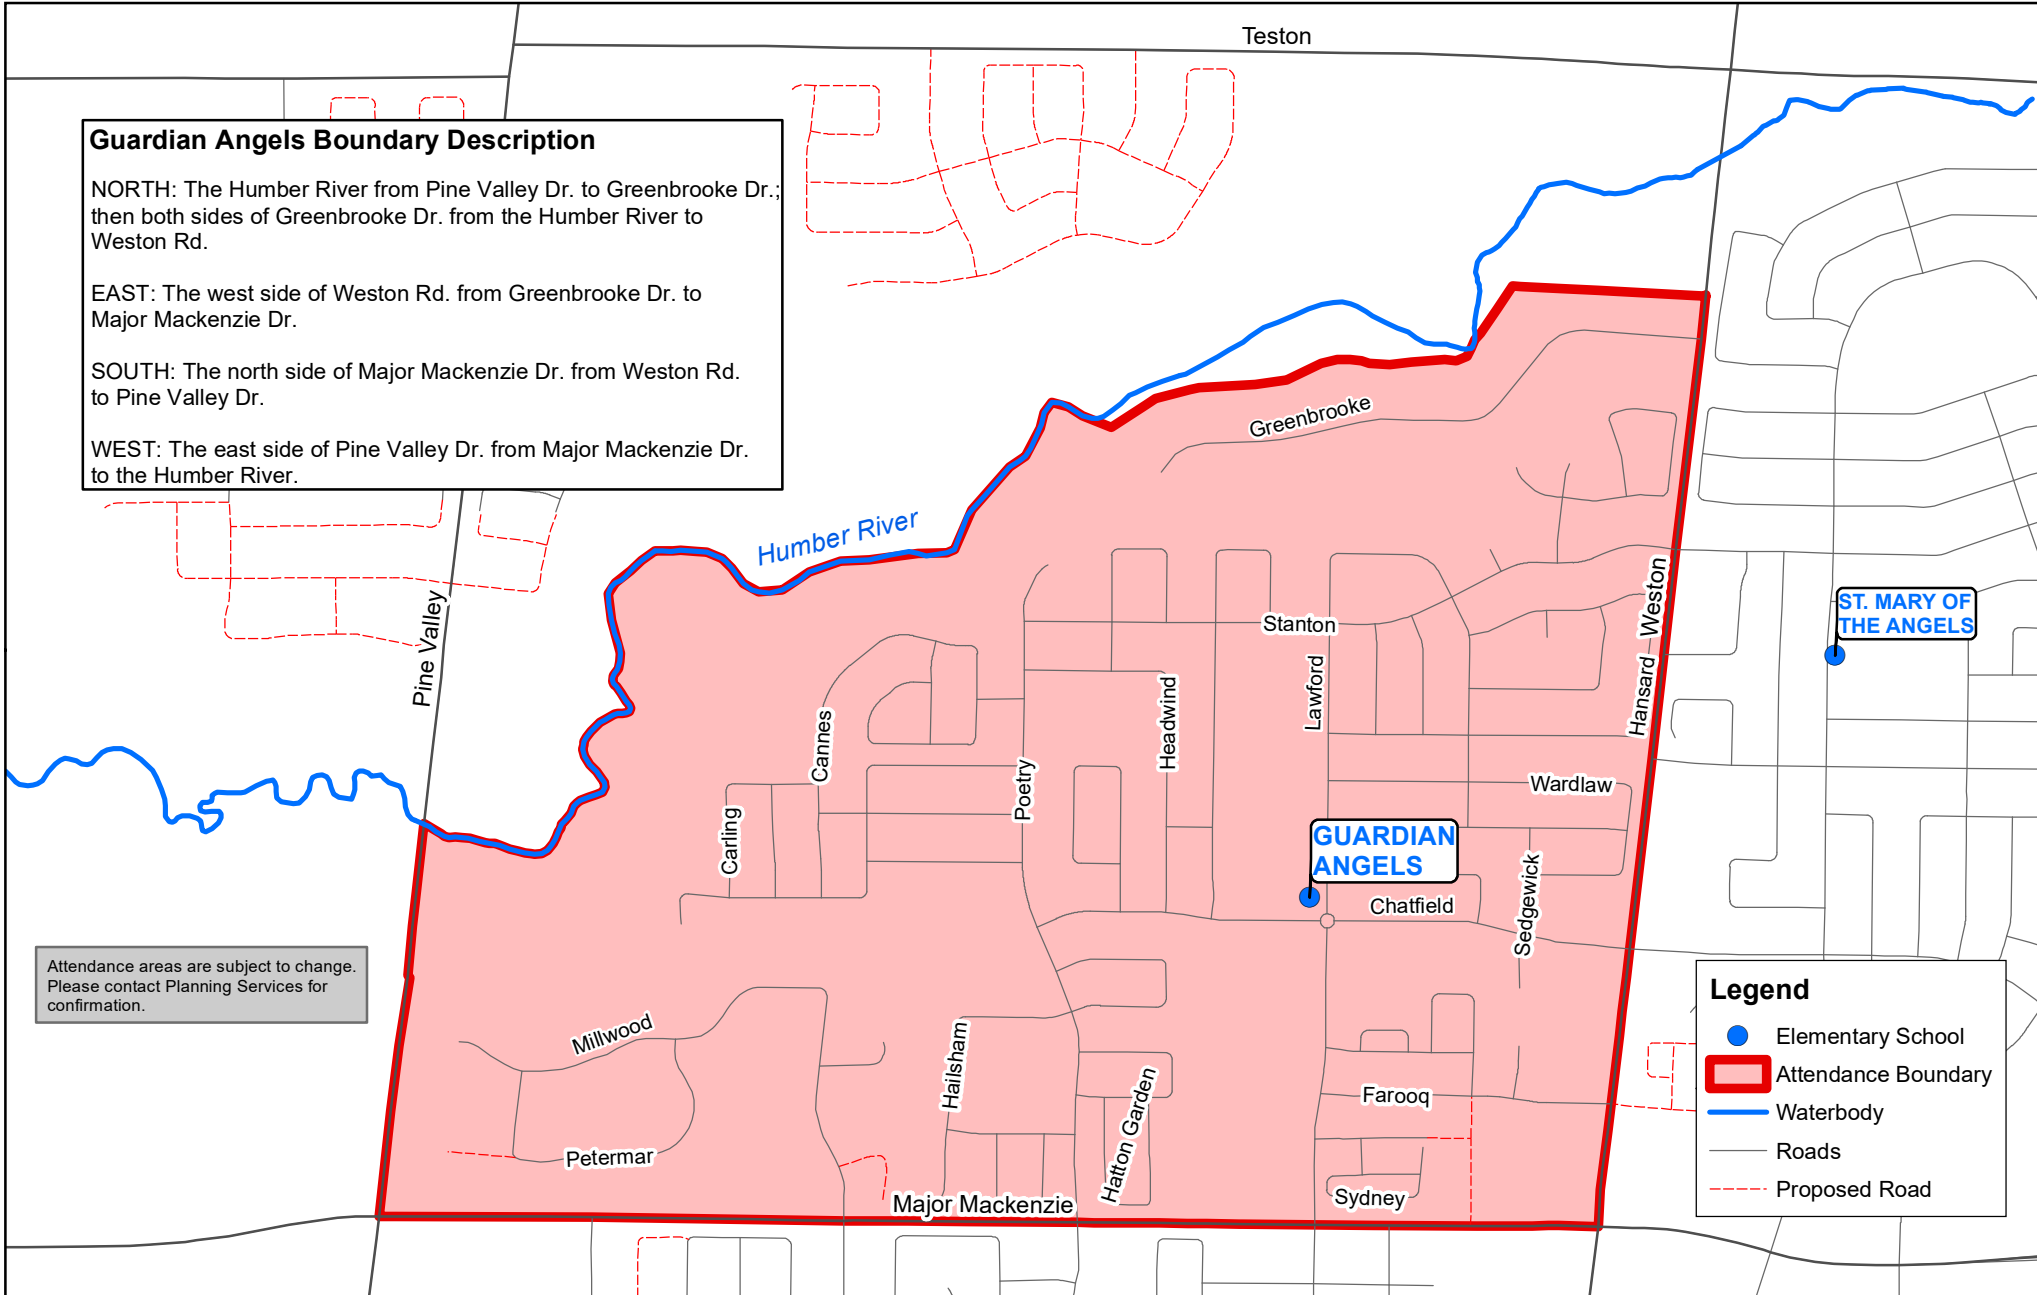 Teston
Guardian Angels Boundary Description
NORTH: The Humber River from Pine Valley Dr. to Greenbrooke Dr.;
then both sides of Greenbrooke Dr. from the Humber River to
Weston Rd.
EAST: The west side of Weston Rd. from Greenbrooke Dr. to
Major Mackenzie Dr.
SOUTH: The north side of Major Mackenzie Dr. from Weston Rd.
to Pine Valley Dr.
WEST: The east side of Pine Valley Dr. from Major Mackenzie Dr.
to the Humber River.
Greenbrooke
Humber River
Pine Valley
Weston
Hansard
ST. MARY OF
THE ANGELS
Stanton
Lawford
Headwind
Cannes
Poetry
Carling
Wardlaw
GUARDIAN
ANGELS
Chatfield
Sedgewick
Attendance areas are subject to change.
Please contact Planning Services for
confirmation.
Millwood
Hailsham
Hatton Garden
Farooq
Petermar
Sydney
Major Mackenzie
Legend
Elementary School
Attendance Boundary
Waterbody
Roads
Proposed Road